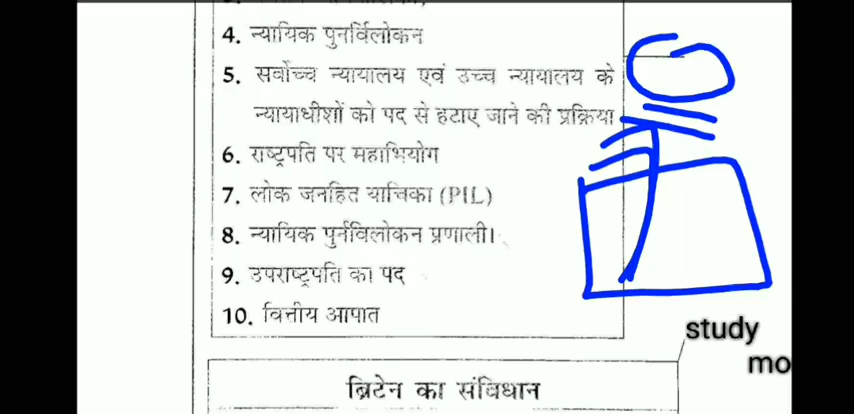 4. न्यायिक पुनर्विलोकन
5. सर्वोच्च न्यायालय एवं उच्च न्यायालय के
न्यायाधीशों को पद से हटाए जाने की प्रक्रिया
6. राष्ट्रपति पर महाभियोग
7. लोक जनहित याचिका (PIL)
8. न्यायिक पुर्नविलोकन प्रणाली।
9. उपराष्ट्रपति का पद
10. वित्तीय आपात
study
mo
ब्रिटेन का संविधान